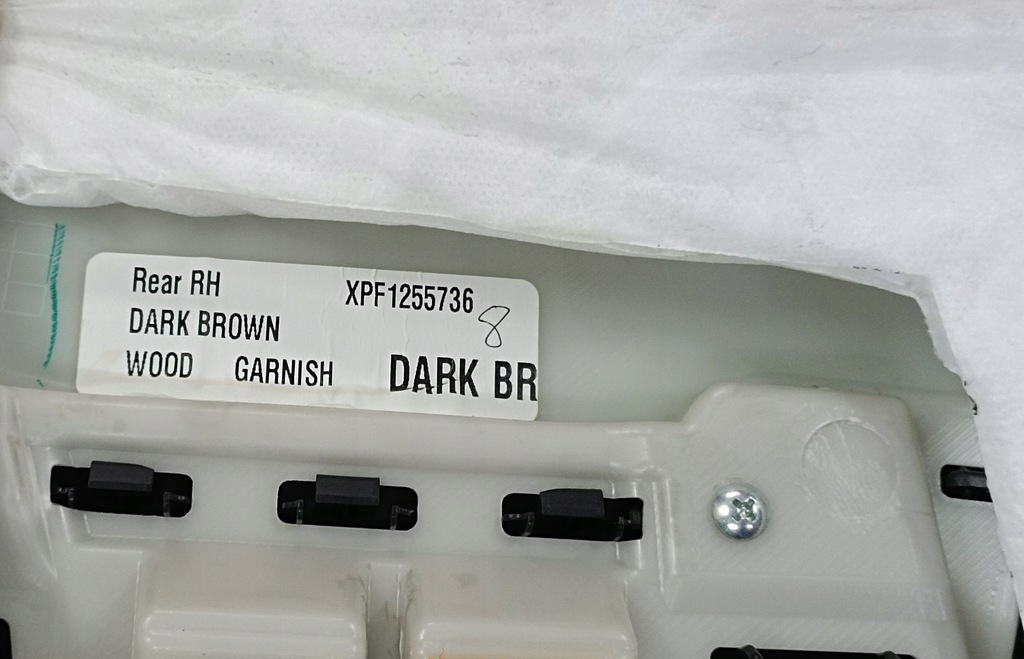 Rear RH XPF1255736
8
DARK BROWN
WOOD GARNISH DARK BR